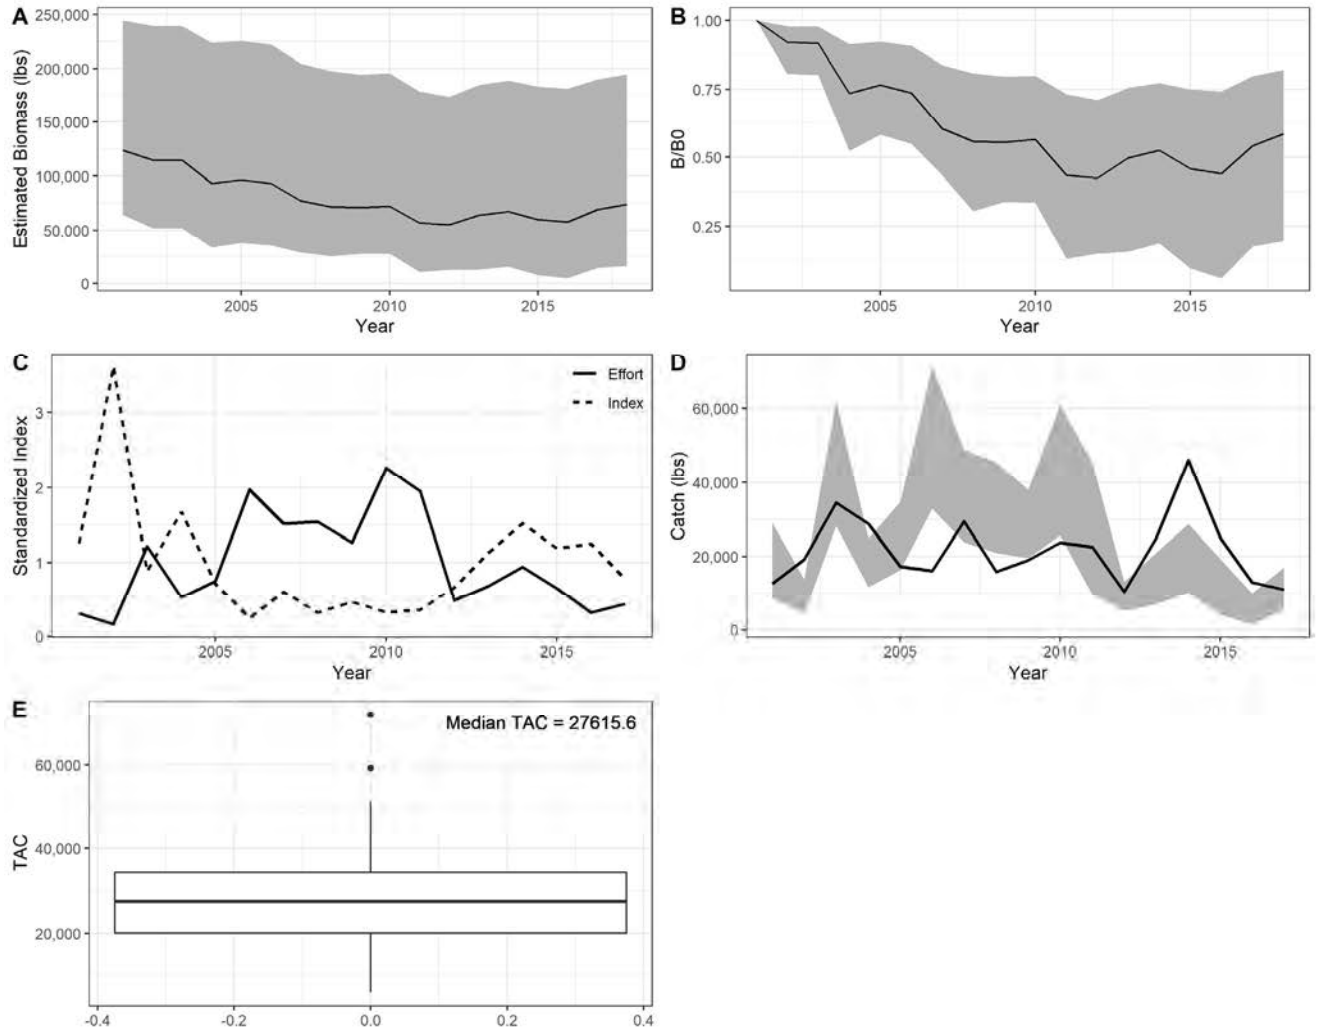 A
Estimated Biomass (lbs)
250,000
200,000
150,000
100,000
50,000
0
2005
2010
2015
Year
B
B/B0
1.00
0.75
0.50
0.25
2005
2010
2015
Year
C
Standardized Index
3
2
1
0
Effort
Index
2005
2010
2015
Year
D
Catch (lbs)
60,000
40,000
20,000
0
2005
2010
2015
Year
E
TAC
60,000
40,000
20,000
Median TAC = 27615.6
-0.4
-0.2
0.0
0.2
0.4